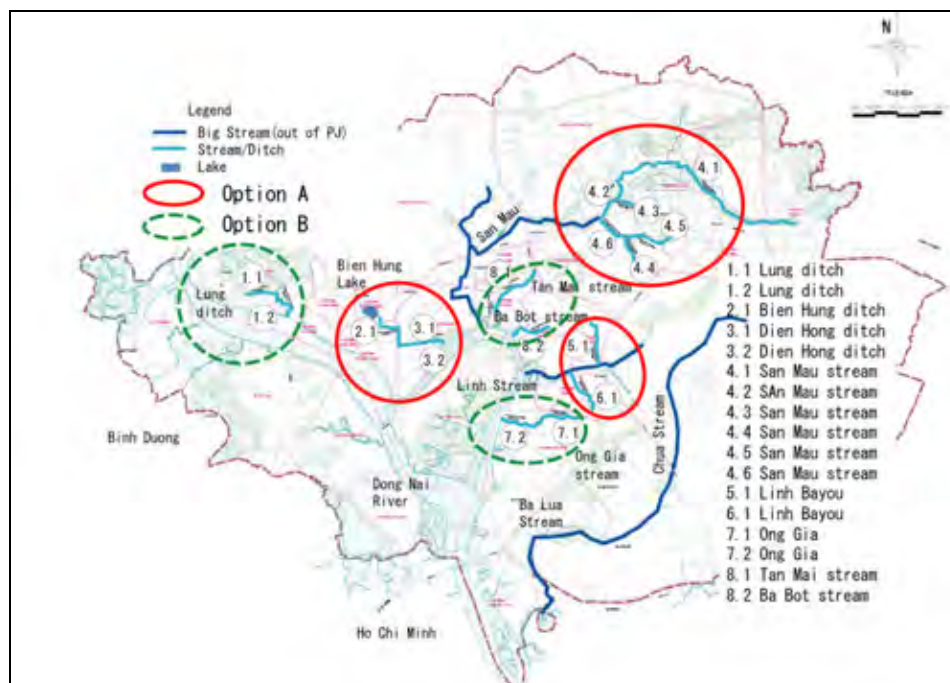 N
Legend
Big Stream(out of PJ)
Stream/Ditch
Lake
Option A
Option B
4.1
4.2
4.3
4.5
4.6
4.4
San Mau
8.1
Tan Mai stream
Ba Bot stream
8.2
Bien Hung
Lake
1.1
Lung
ditch
1.2
2.1
3.1
3.2
5.1
6.1
Linh Stream
7.2
7.1
Ong Gia
stream
Chua Stream
Binh Duong
Dong Nai
River
Ba Lua
Stream
Ho Chi Minh
1.1 Lung ditch
1.2 Lung ditch
2.1 Bien Hung ditch
3.1 Dien Hong ditch
3.2 Dien Hong ditch
4.1 San Mau stream
4.2 SAn Mau stream
4.3 San Mau stream
4.4 San Mau stream
4.5 San Mau stream
4.6 San Mau stream
5.1 Linh Bayou
6.1 Linh Bayou
7.1 Ong Gia
7.2 Ong Gia
8.1 Tan Mai stream
8.2 Ba Bot stream